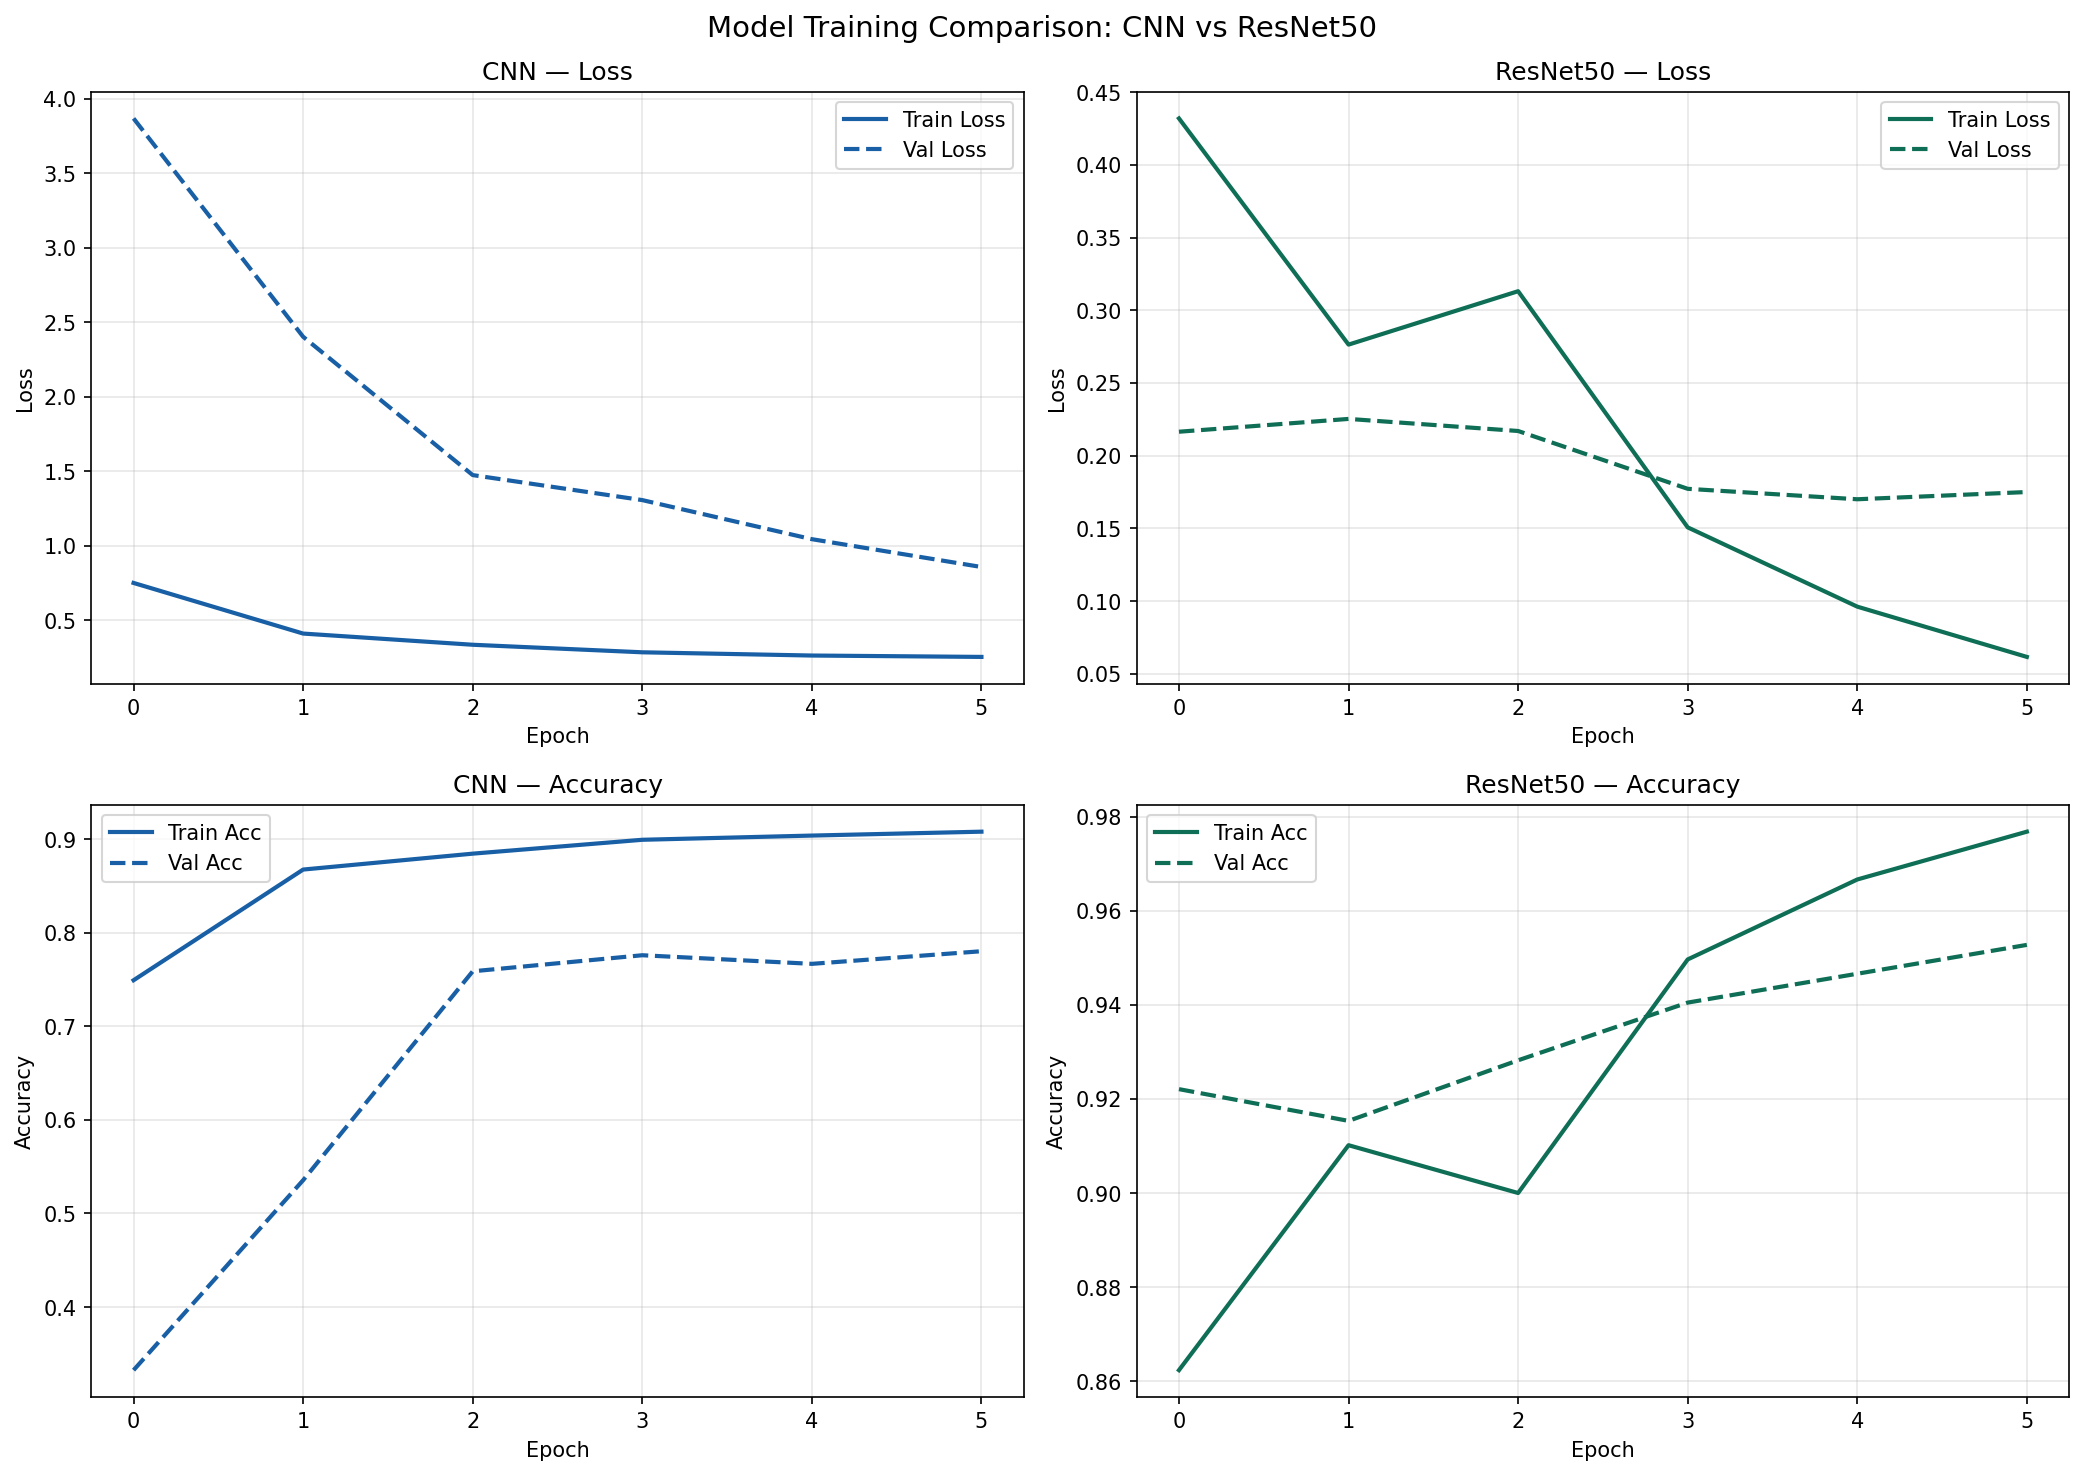 Model Training Comparison: CNN vs ResNet50
CNN — Loss
4.0
3.5
3.0
2.5
2.0
1.5
1.0
0.5
Loss
Train Loss
Val Loss
0 1 2 3 4 5
Epoch
ResNet50 — Loss
0.45
0.40
0.35
0.30
0.25
0.20
0.15
0.10
0.05
Loss
Train Loss
Val Loss
0 1 2 3 4 5
Epoch
CNN — Accuracy
0.9
0.8
0.7
0.6
0.5
0.4
Accuracy
Train Acc
Val Acc
0 1 2 3 4 5
Epoch
ResNet50 — Accuracy
0.98
0.96
0.94
0.92
0.90
0.88
0.86
Accuracy
Train Acc
Val Acc
0 1 2 3 4 5
Epoch